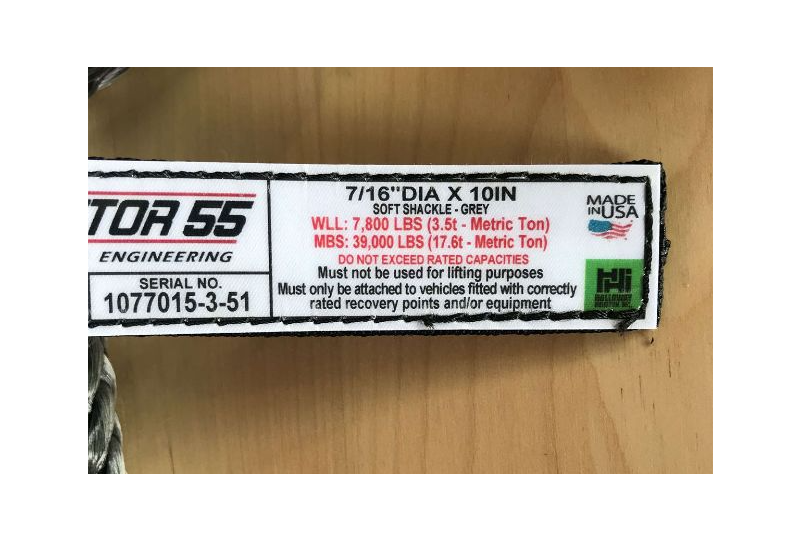 TOR 55
ENGINEERING
SERIAL NO.
1077015-3-51
7/16"DIA X 10IN
SOFT SHACKLE - GREY
WLL: 7,800 LBS (3.5t - Metric Ton)
MBS: 39,000 LBS (17.6t - Metric Ton)
DO NOT EXCEED RATED CAPACITIES
Must not be used for lifting purposes
Must only be attached to vehicles fitted with correctly
rated recovery points and/or equipment
MADE
IN USA